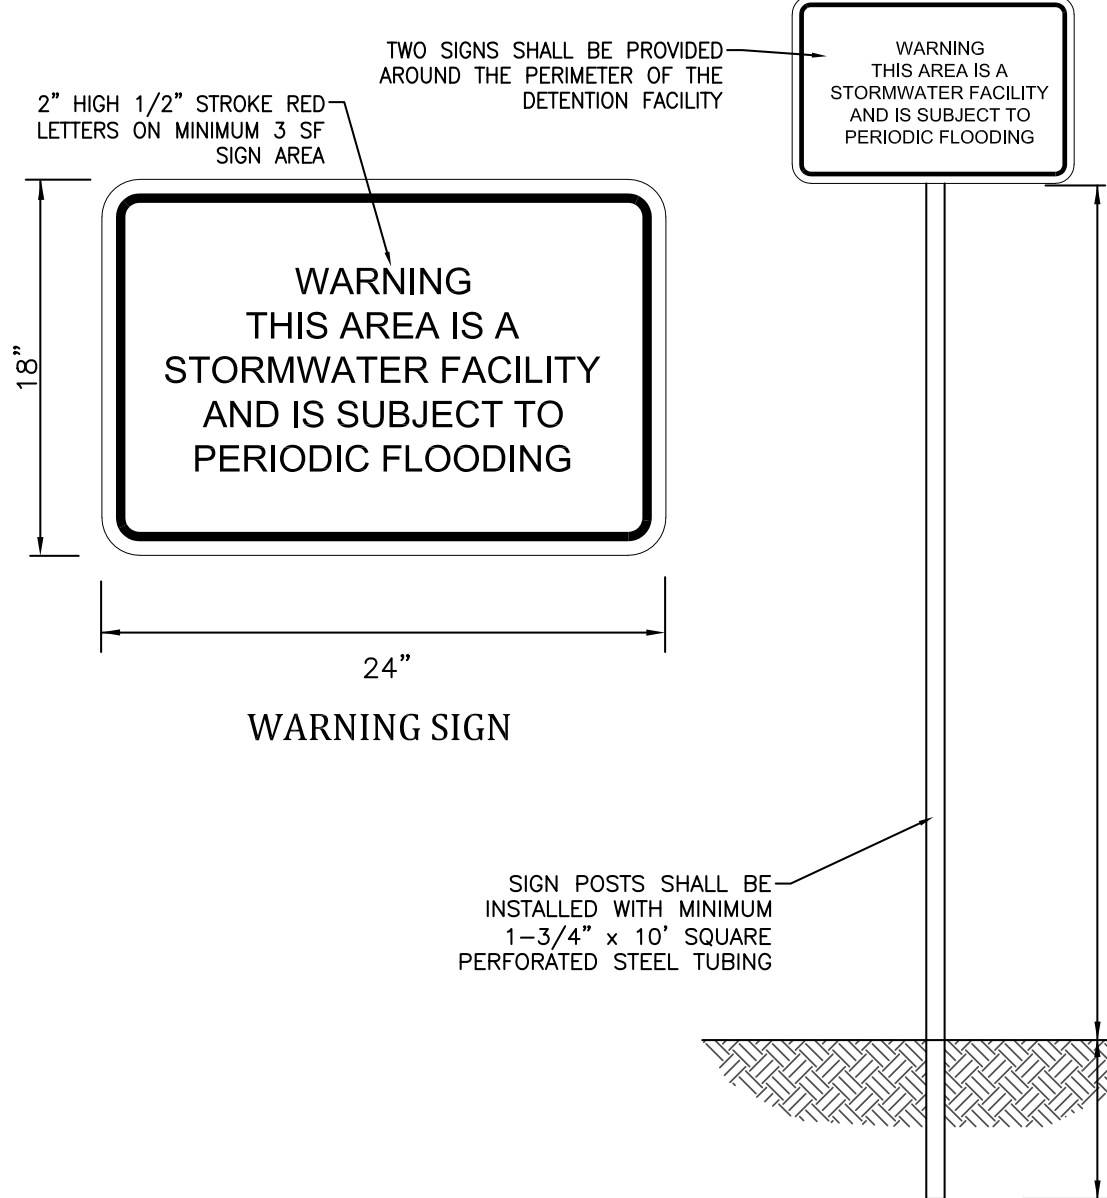 TWO SIGNS SHALL BE PROVIDED
AROUND THE PERIMETER OF THE
DETENTION FACILITY
WARNING
THIS AREA IS A
STORMWATER FACILITY
AND IS SUBJECT TO
PERIODIC FLOODING
2” HIGH 1/2” STROKE RED
LETTERS ON MINIMUM 3 SF
SIGN AREA
18”
WARNING
THIS AREA IS A
STORMWATER FACILITY
AND IS SUBJECT TO
PERIODIC FLOODING
24”
WARNING SIGN
SIGN POSTS SHALL BE
INSTALLED WITH MINIMUM
1-3/4” x 10’ SQUARE
PERFORATED STEEL TUBING